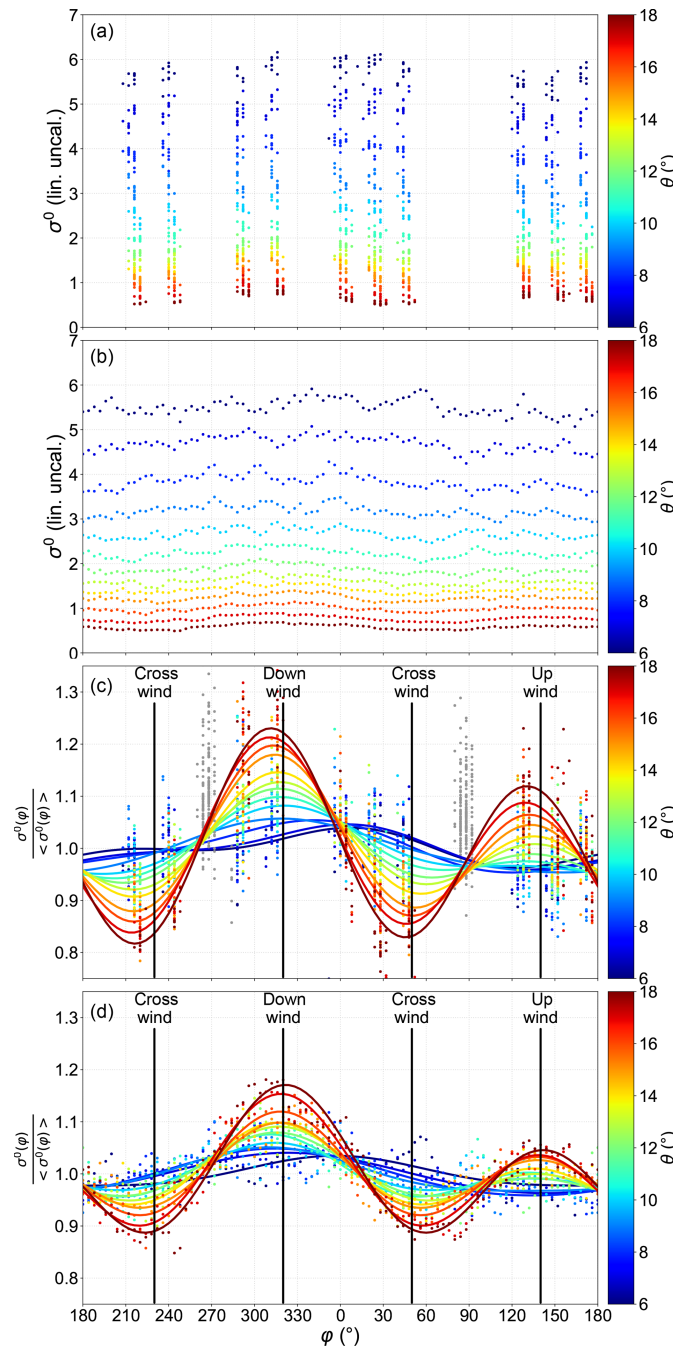 (a)
7
6
5
4
3
2
1
0
σ⁰ (lin. uncal.)
18
16
14
12
10
8
6
θ (°)
(b)
7
6
5
4
3
2
1
0
σ⁰ (lin. uncal.)
18
16
14
12
10
8
6
θ (°)
(c)
Cross
wind
Down
wind
Cross
wind
Up
wind
1.3
1.2
1.1
1.0
0.9
0.8
σ⁰(φ)
< σ⁰(φ) >
18
16
14
12
10
8
6
θ (°)
(d)
Cross
wind
Down
wind
Cross
wind
Up
wind
1.3
1.2
1.1
1.0
0.9
0.8
σ⁰(φ)
< σ⁰(φ) >
18
16
14
12
10
8
6
θ (°)
180 210 240 270 300 330 0 30 60 90 120 150 180
φ (°)